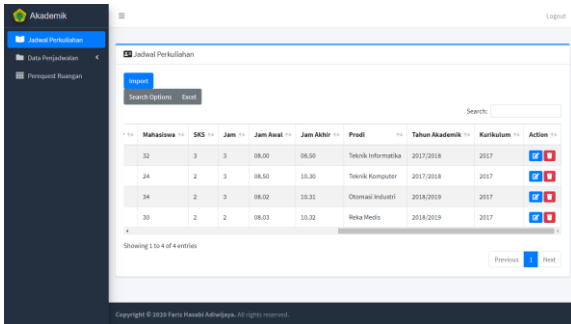 Akademik
Logout
Jadwal Perkuliahan
Data Penjadwalan
Perequest Ruangan
Jadwal Perkuliahan
Import
Search Options Excel
Search:
Mahasiswa SKS Jam Jam Awal Jam Akhir Prodi Tahun Akademik Kurikulum Action
32 3 3 08.00 08.50 Teknik Informatika 2017/2018 2017
24 2 3 08.50 10.30 Teknik Komputer 2017/2018 2017
34 2 3 08.02 10.31 Otomasi Industri 2018/2019 2017
30 2 2 08.03 10.32 Reka Medis 2018/2019 2017
Showing 1 to 4 of 4 entries
Previous 1 Next
Copyright © 2020 Faris Hasabi Adiwijaya. All rights reserved.